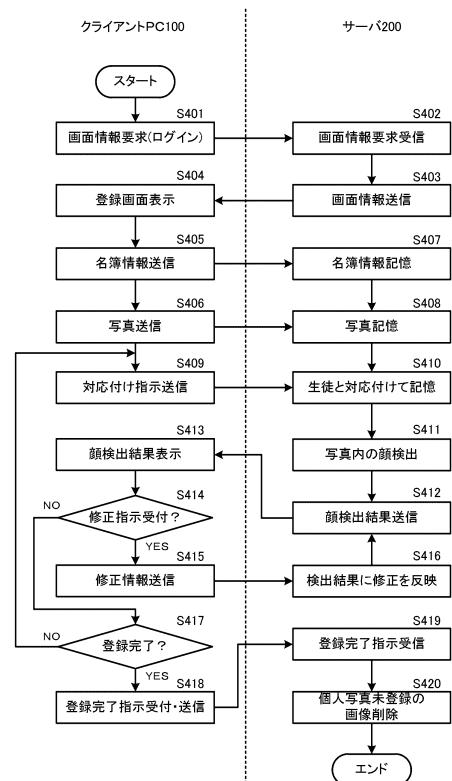 クライアントPC100
サーバ200
スタート
S401
画面情報要求(ログイン)
S402
画面情報要求受信
S403
画面情報送信
S404
登録画面表示
S405
名簿情報送信
S407
名簿情報記憶
S406
写真送信
S408
写真記憶
S409
対応付け指示送信
S410
生徒と対応付けて記憶
S411
写真内の顔検出
S413
顔検出結果表示
S412
顔検出結果送信
S414
NO
修正指示受付？
YES
S415
修正情報送信
S416
検出結果に修正を反映
S417
NO
登録完了？
YES
S419
登録完了指示受信
S418
登録完了指示受付・送信
S420
個人写真未登録の
画像削除
エンド